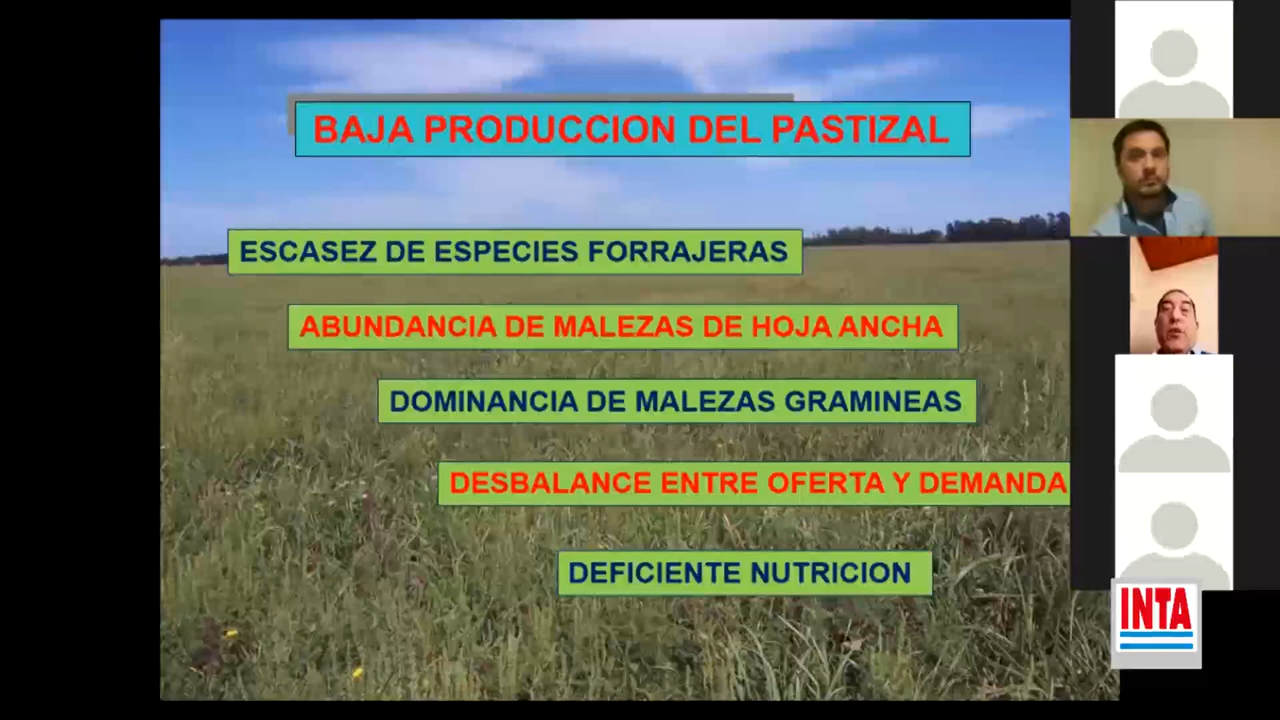 BAJA PRODUCCION DEL PASTIZAL
ESCASEZ DE ESPECIES FORRAJERAS
ABUNDANCIA DE MALEZAS DE HOJA ANCHA
DOMINANCIA DE MALEZAS GRAMINEAS
DESBALANCE ENTRE OFERTA Y DEMANDA
DEFICIENTE NUTRICION
INTA